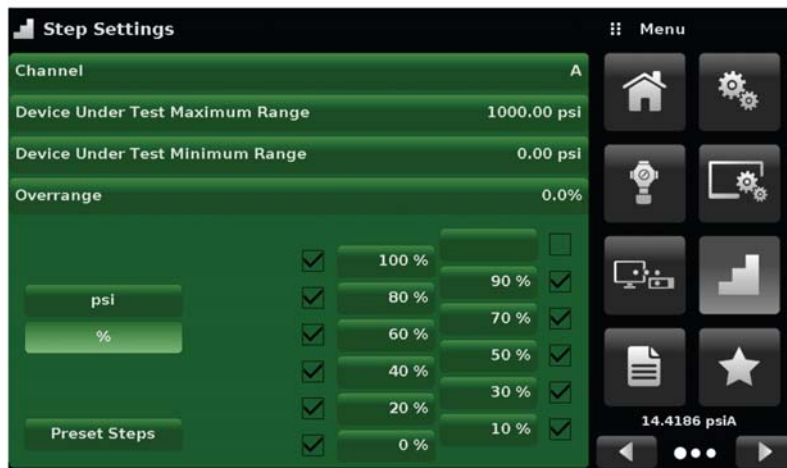 Step Settings
Menu
Channel A
Device Under Test Maximum Range 1000.00 psi
Device Under Test Minimum Range 0.00 psi
Overrange 0.0%
100 %
90 %
psi
80 %
70 %
%
60 %
50 %
40 %
30 %
20 %
10 %
Preset Steps
0 %
14.4186 psiA